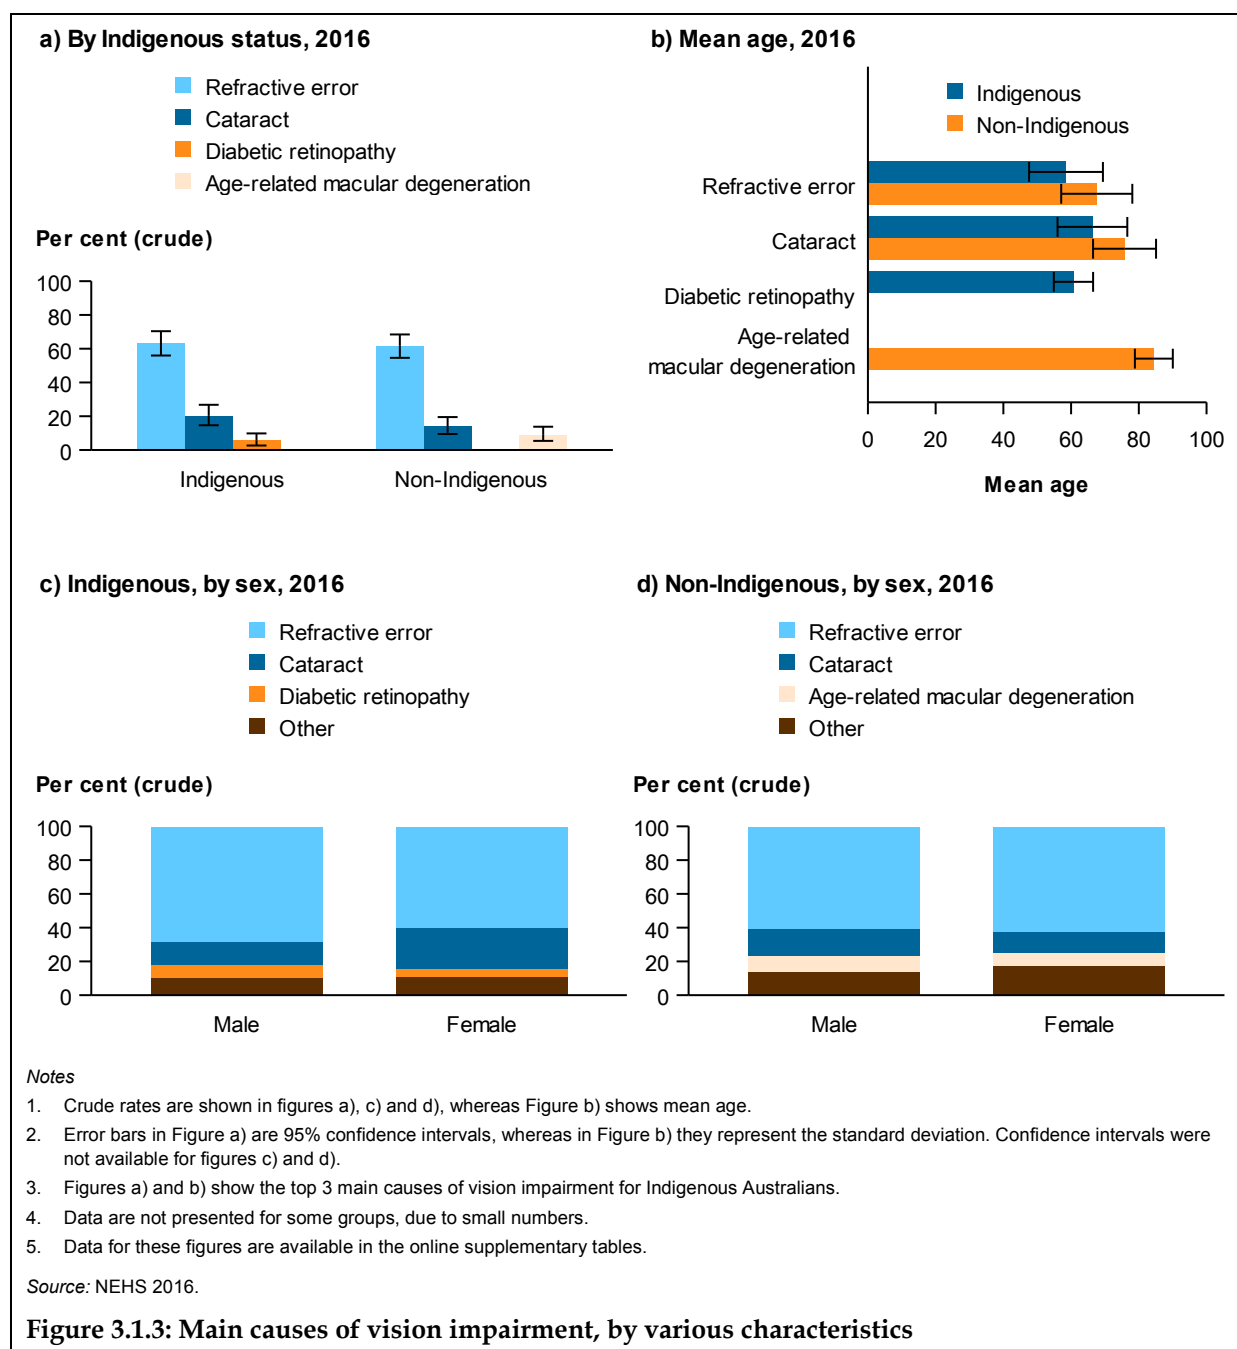 a) By Indigenous status, 2016
Refractive error
Cataract
Diabetic retinopathy
Age-related macular degeneration
Per cent (crude)
100
80
60
40
20
0
Indigenous
Non-Indigenous
b) Mean age, 2016
Indigenous
Non-Indigenous
Refractive error
Cataract
Diabetic retinopathy
Age-related
macular degeneration
0 20 40 60 80 100
Mean age
c) Indigenous, by sex, 2016
Refractive error
Cataract
Diabetic retinopathy
Other
Per cent (crude)
100
80
60
40
20
0
Male
Female
d) Non-Indigenous, by sex, 2016
Refractive error
Cataract
Age-related macular degeneration
Other
Per cent (crude)
100
80
60
40
20
0
Male
Female
Notes
1. Crude rates are shown in figures a), c) and d), whereas Figure b) shows mean age.
2. Error bars in Figure a) are 95% confidence intervals, whereas in Figure b) they represent the standard deviation. Confidence intervals were
not available for figures c) and d).
3. Figures a) and b) show the top 3 main causes of vision impairment for Indigenous Australians.
4. Data are not presented for some groups, due to small numbers.
5. Data for these figures are available in the online supplementary tables.
Source: NEHS 2016.
Figure 3.1.3: Main causes of vision impairment, by various characteristics